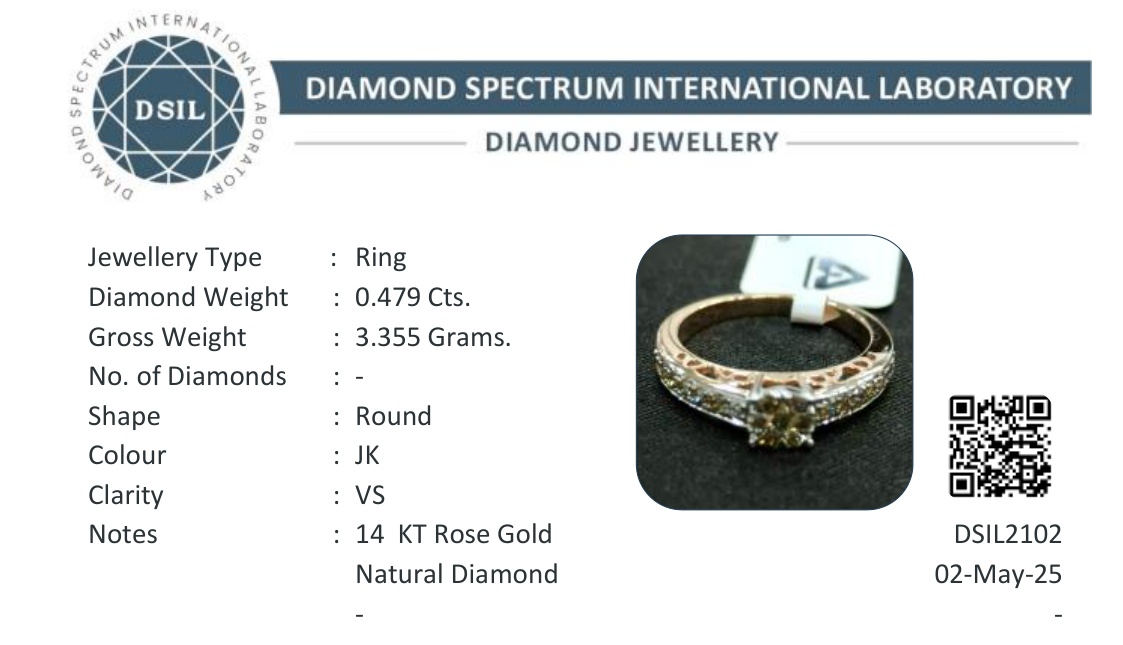 DIAMOND SPECTRUM INTERNATIONAL LABORATORY
DSIL
DIAMOND SPECTRUM INTERNATIONAL LABORATORY
DIAMOND JEWELLERY
Jewellery Type : Ring
Diamond Weight : 0.479 Cts.
Gross Weight : 3.355 Grams.
No. of Diamonds : -
Shape : Round
Colour : JK
Clarity : VS
Notes : 14 KT Rose Gold
Natural Diamond
-
DSIL2102
02-May-25
-